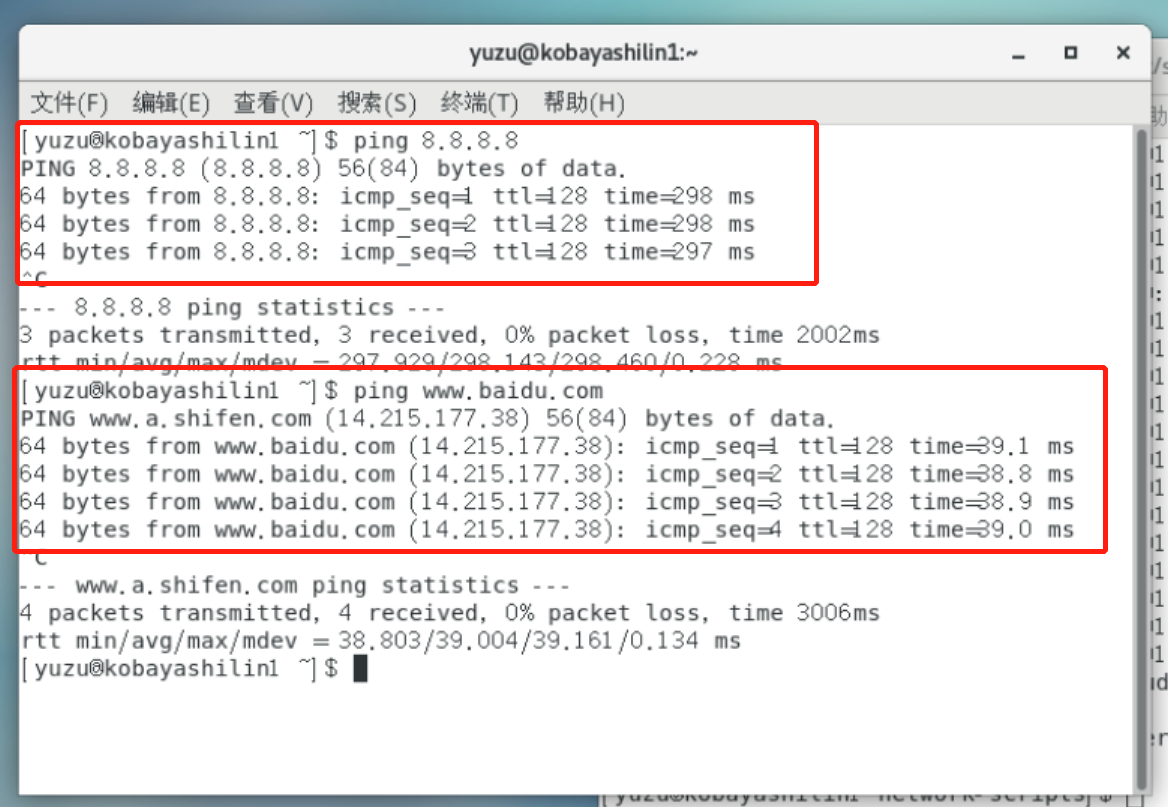 yuzu@kobayashilin1:~
文件(F) 编辑(E) 查看(V) 搜索(S) 终端(T) 帮助(H)
[yuzu@kobayashilin1 ~]$ ping 8.8.8.8
PING 8.8.8.8 (8.8.8.8) 56(84) bytes of data.
64 bytes from 8.8.8.8: icmp_seq=1 ttl=128 time=298 ms
64 bytes from 8.8.8.8: icmp_seq=2 ttl=128 time=298 ms
64 bytes from 8.8.8.8: icmp_seq=3 ttl=128 time=297 ms
^C
--- 8.8.8.8 ping statistics ---
3 packets transmitted, 3 received, 0% packet loss, time 2002ms
rtt min/avg/max/mdev = 297.929/298.143/298.460/0.228 ms
[yuzu@kobayashilin1 ~]$ ping www.baidu.com
PING www.a.shifen.com (14.215.177.38) 56(84) bytes of data.
64 bytes from www.baidu.com (14.215.177.38): icmp_seq=1 ttl=128 time=39.1 ms
64 bytes from www.baidu.com (14.215.177.38): icmp_seq=2 ttl=128 time=38.8 ms
64 bytes from www.baidu.com (14.215.177.38): icmp_seq=3 ttl=128 time=38.9 ms
64 bytes from www.baidu.com (14.215.177.38): icmp_seq=4 ttl=128 time=39.0 ms
^C
--- www.a.shifen.com ping statistics ---
4 packets transmitted, 4 received, 0% packet loss, time 3006ms
rtt min/avg/max/mdev = 38.803/39.004/39.161/0.134 ms
[yuzu@kobayashilin1 ~]$
[yuzu@kobayashilin1 network-scripts]$